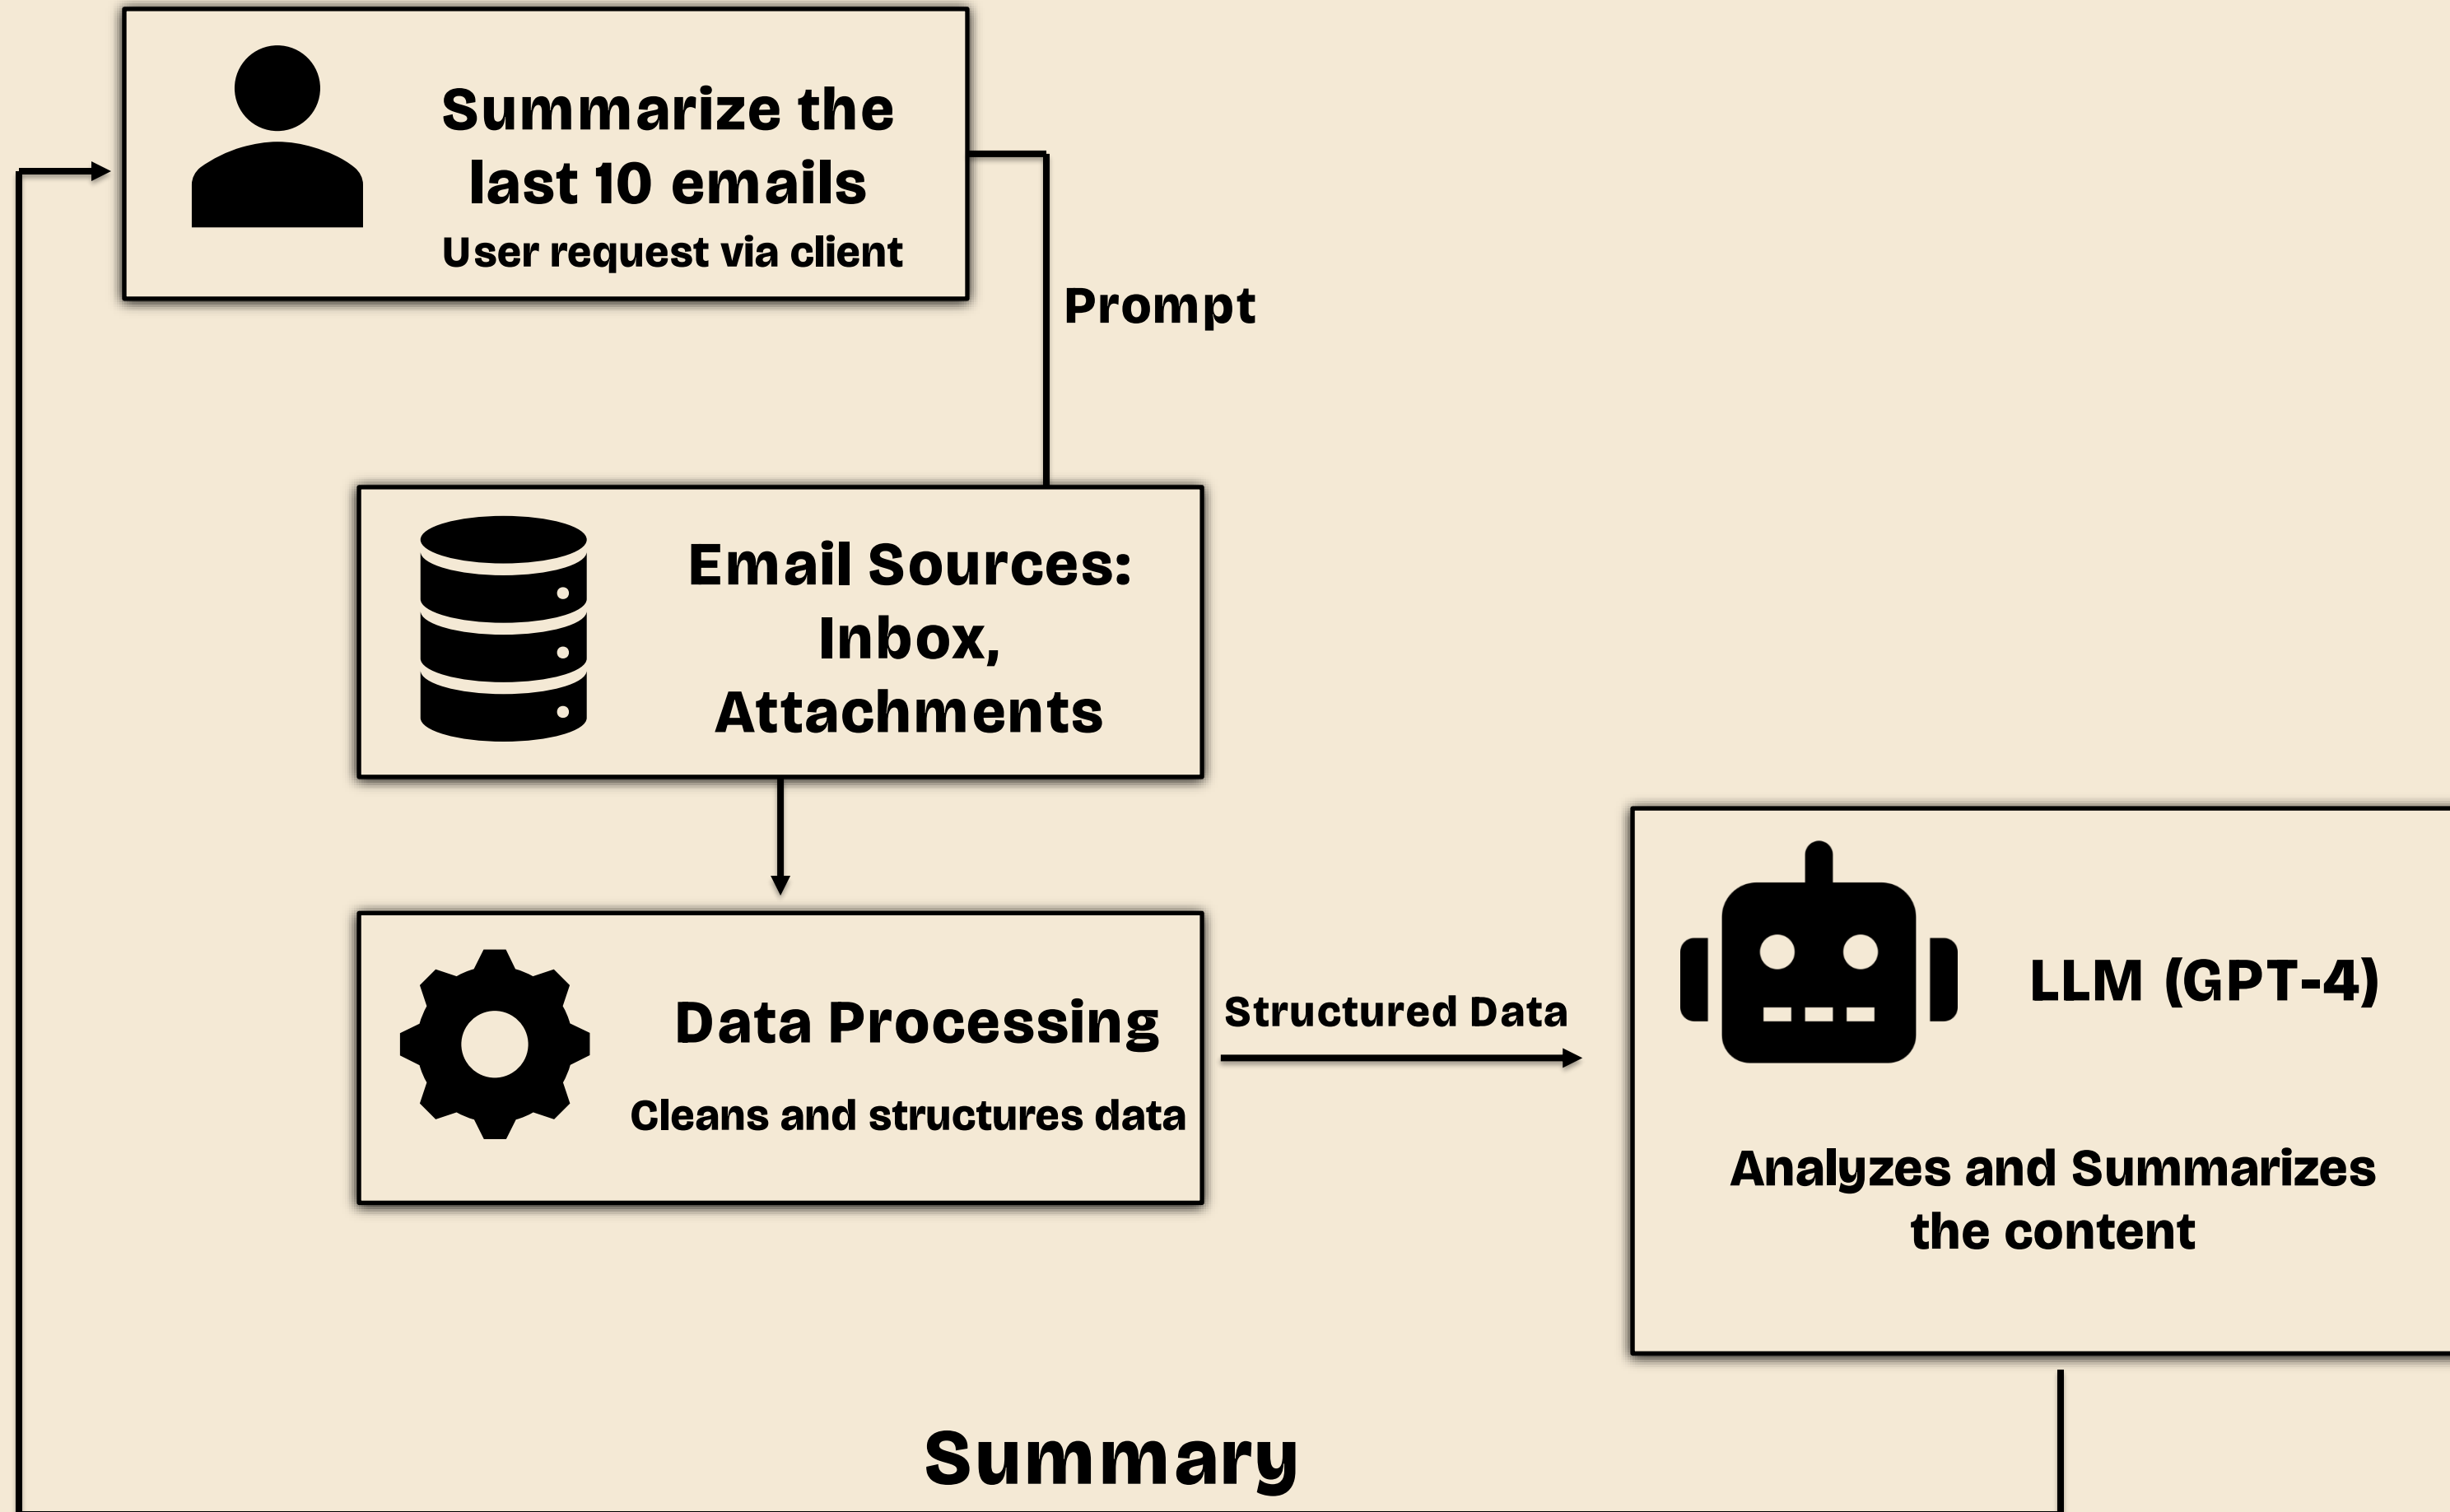 Summarize the
last 10 emails
User request via client
Prompt
Email Sources:
Inbox,
Attachments
Data Processing
Cleans and structures data
Structured Data
LLM (GPT-4)
Analyzes and Summarizes
the content
Summary